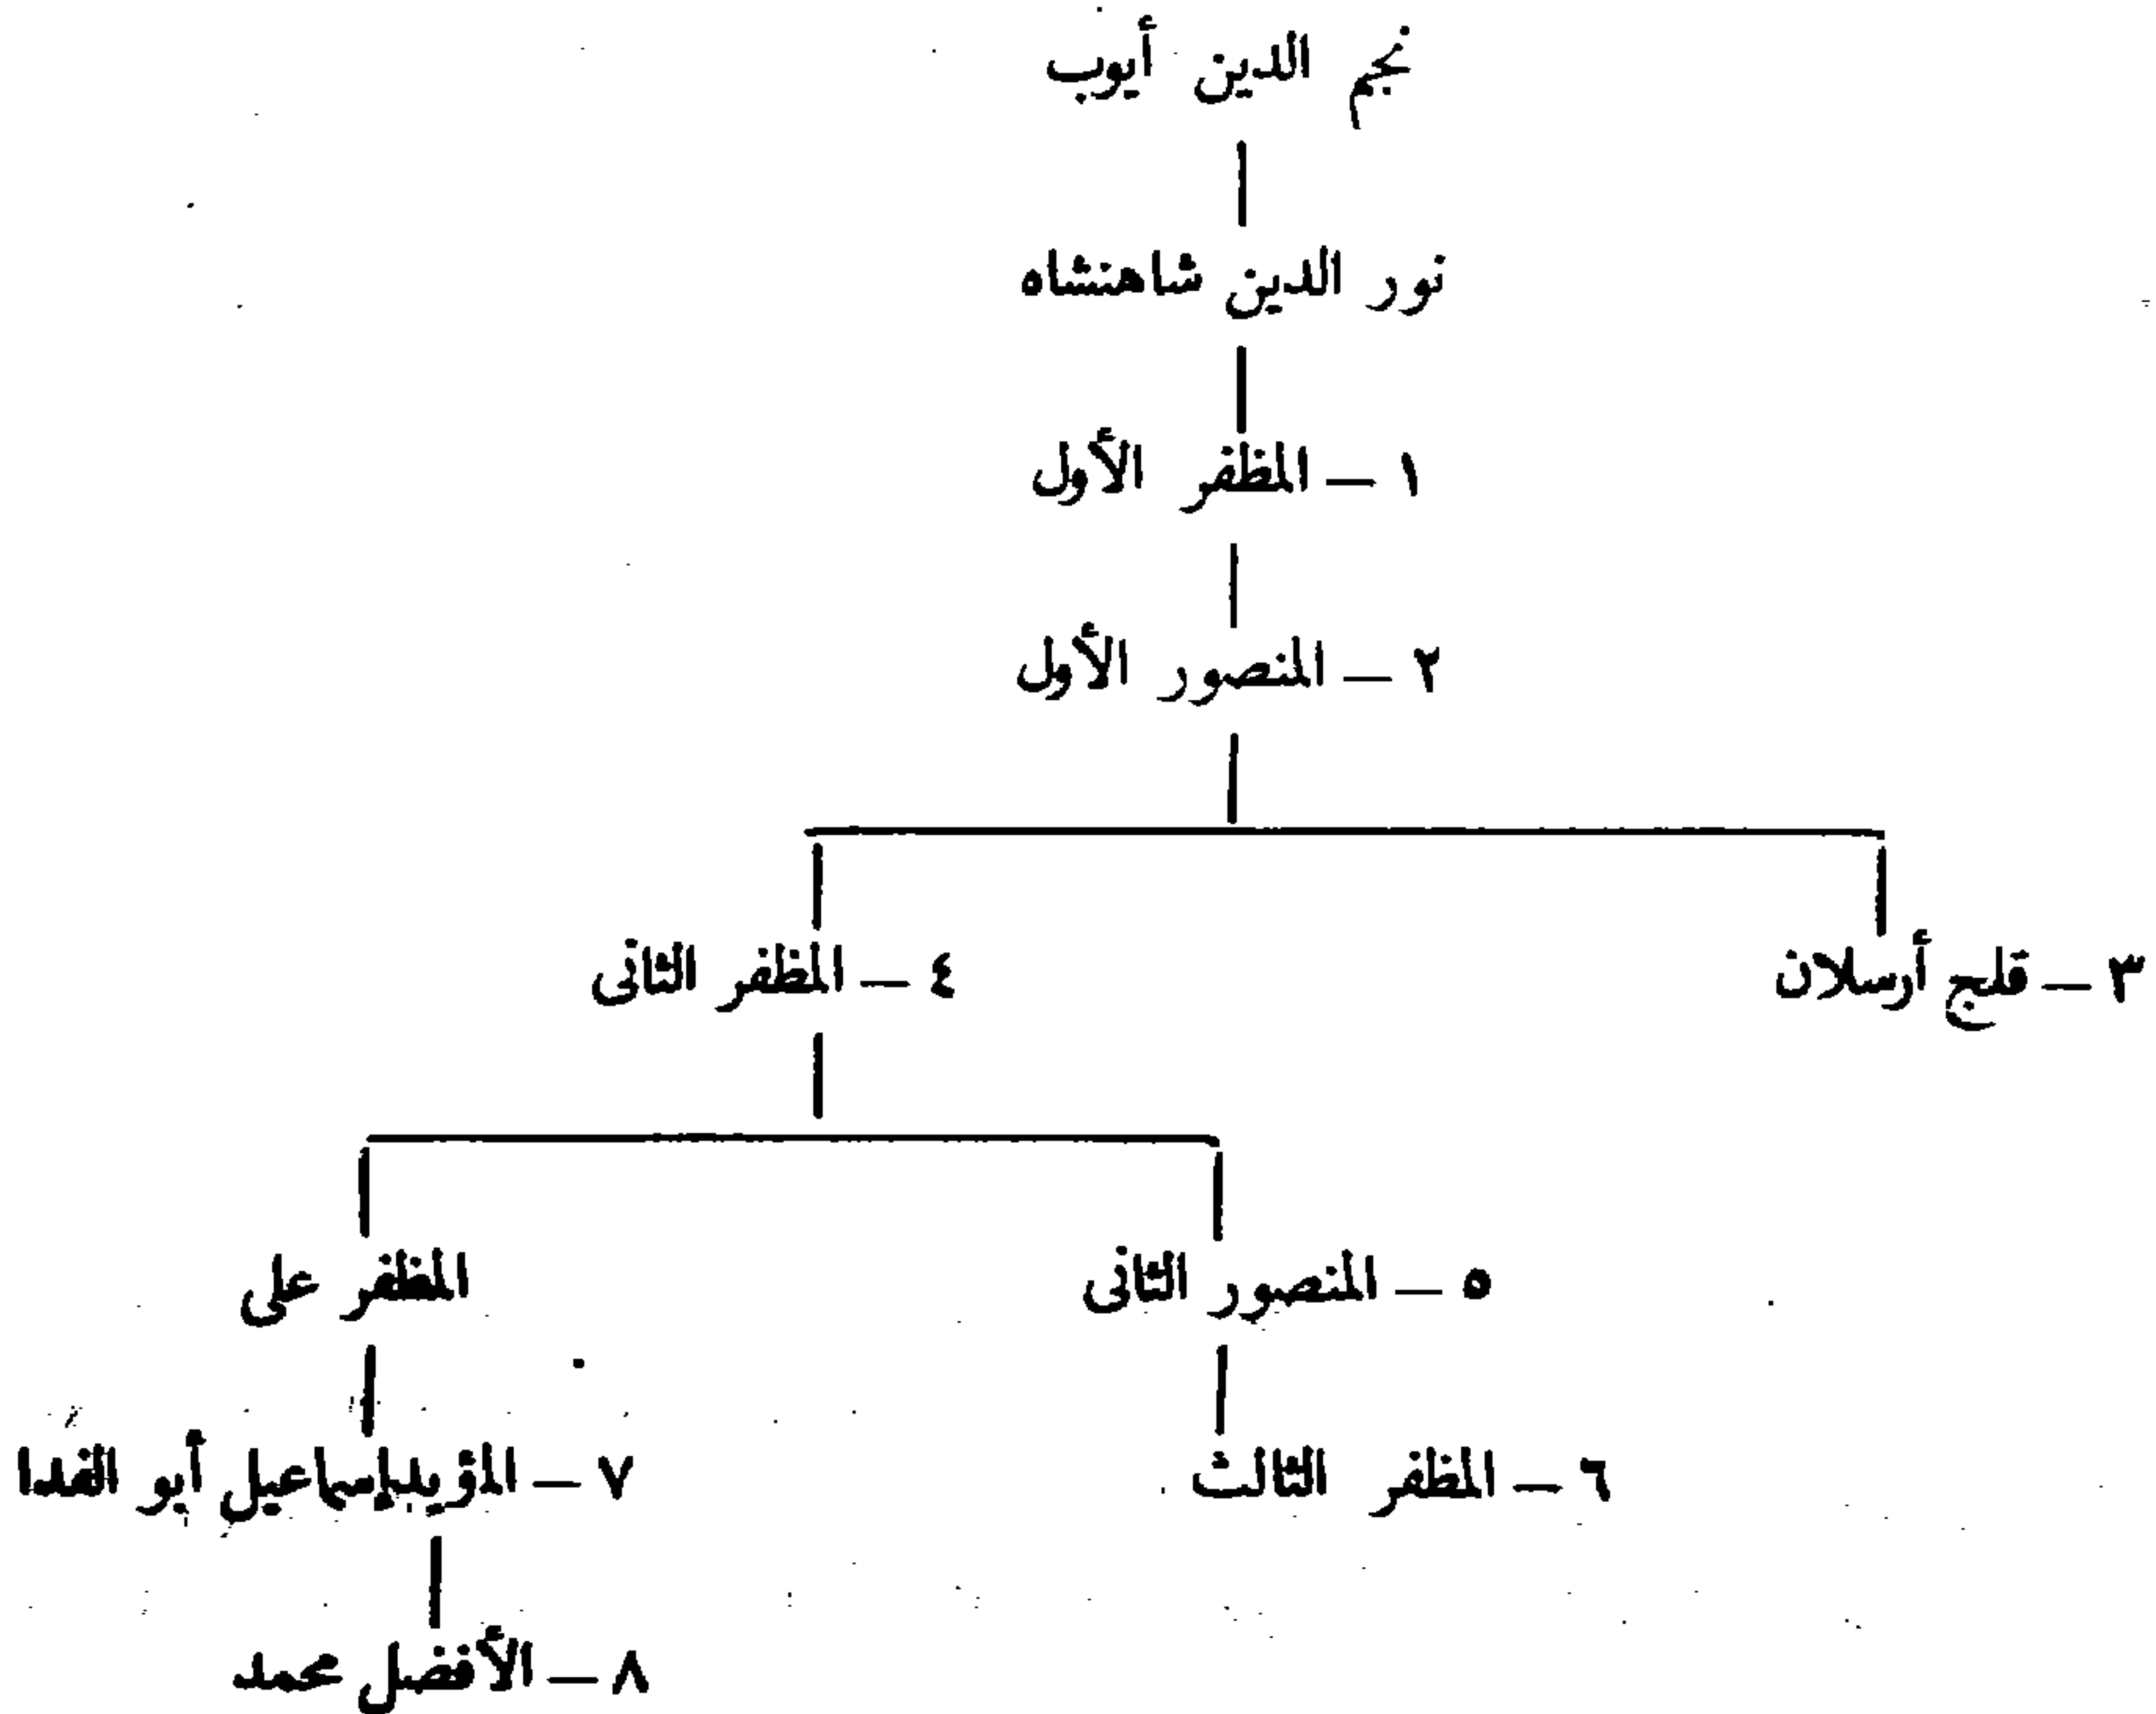 نجم الدين أيوب
نور الدين شاهنشاه
١ — المظفر الأول
٢ — المنصور الأول
٣ — قلج أرسلان
٤ — المظفر الثانى
المظفر على
٥ — المنصور الثانى
٦ — المظفر الثالث
٧ — المؤيد إسماعيل أبو الفدا
٨ — الأفضل محمد